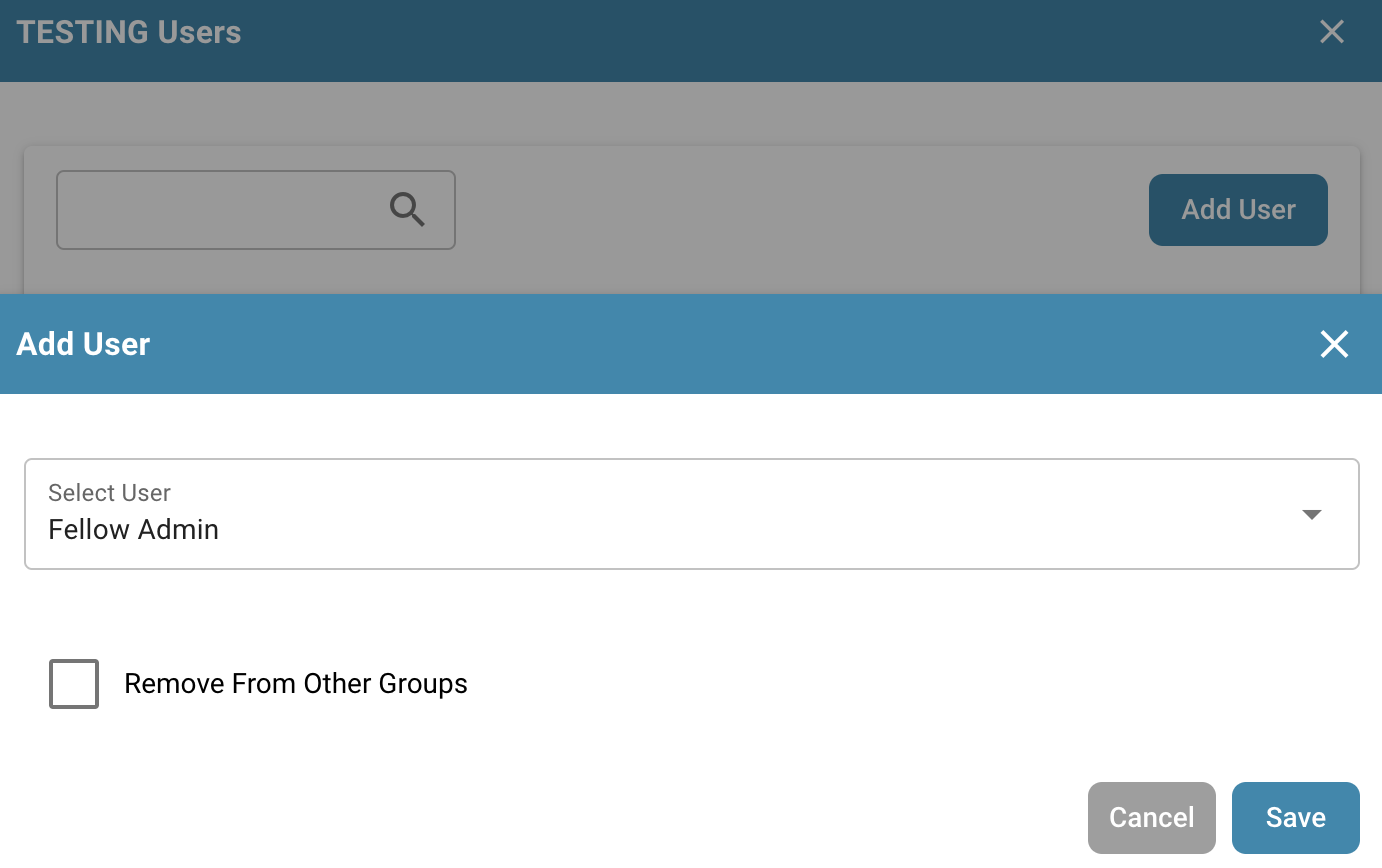 TESTING Users
Add User
Add User
Select User
Fellow Admin
Remove From Other Groups
Cancel
Save